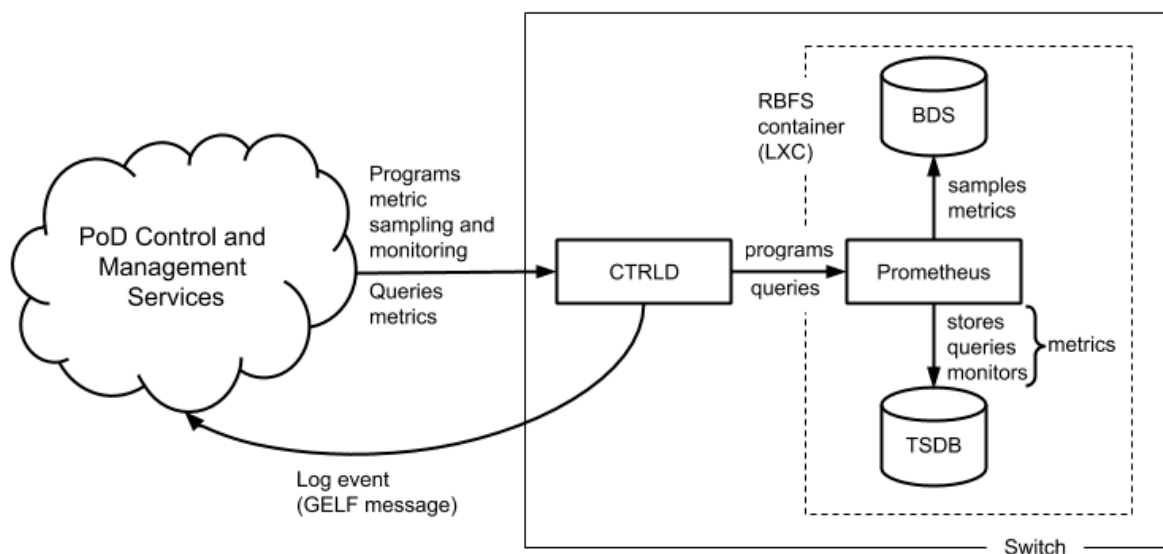 PoD Control and
Management
Services
Programs
metric
sampling and
monitoring
Queries
metrics
Log event
(GELF message)
CTRLD
programs
queries
RBFS
container
(LXC)
BDS
samples
metrics
Prometheus
stores
queries
monitors
metrics
TSDB
Switch